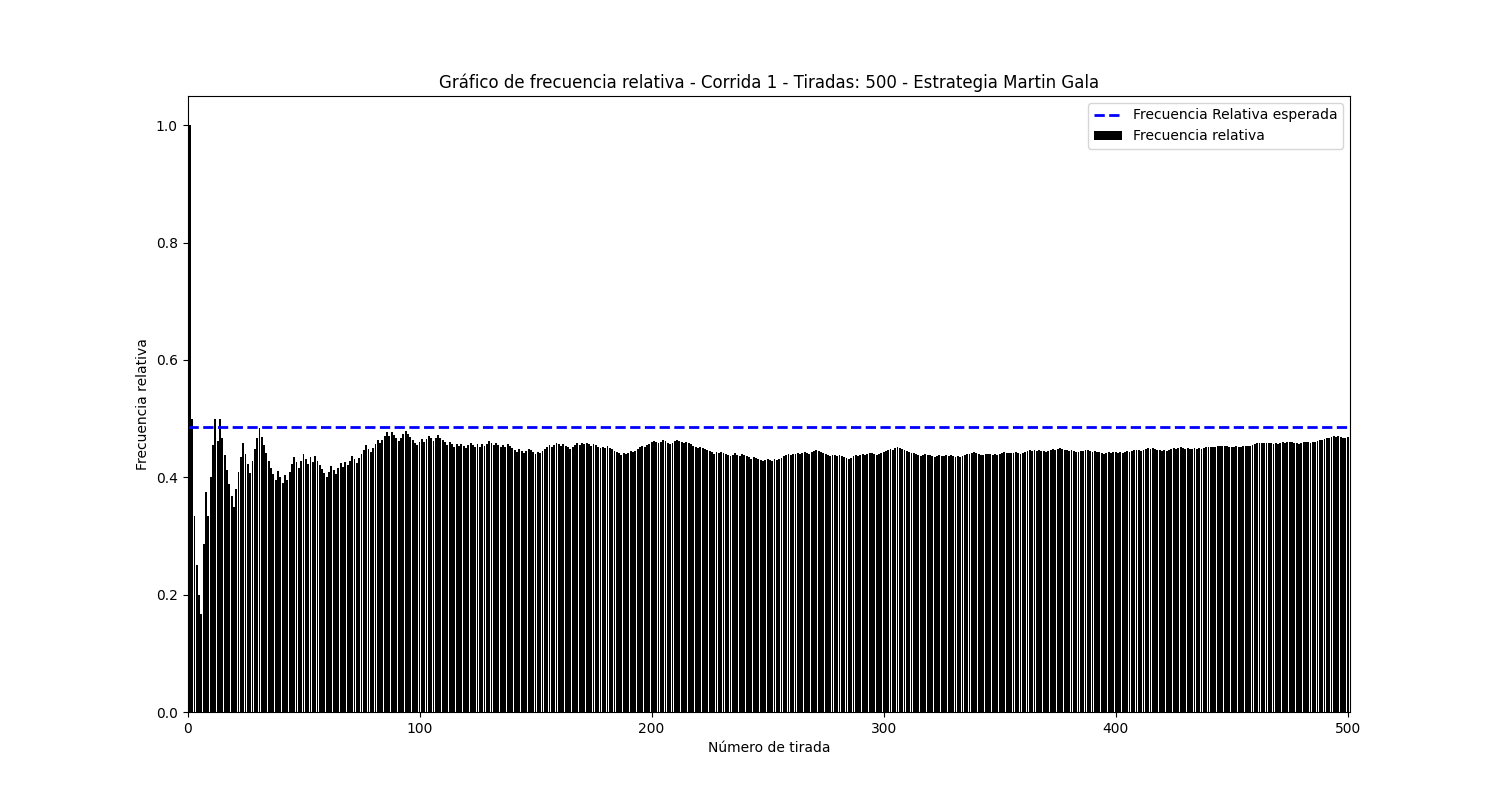 Gráfico de frecuencia relativa - Corrida 1 - Tiradas: 500 - Estrategia Martin Gala
Frecuencia Relativa esperada
Frecuencia relativa
1.0
0.8
0.6
0.4
0.2
0.0
Frecuencia relativa
0
100
200
300
400
500
Número de tirada